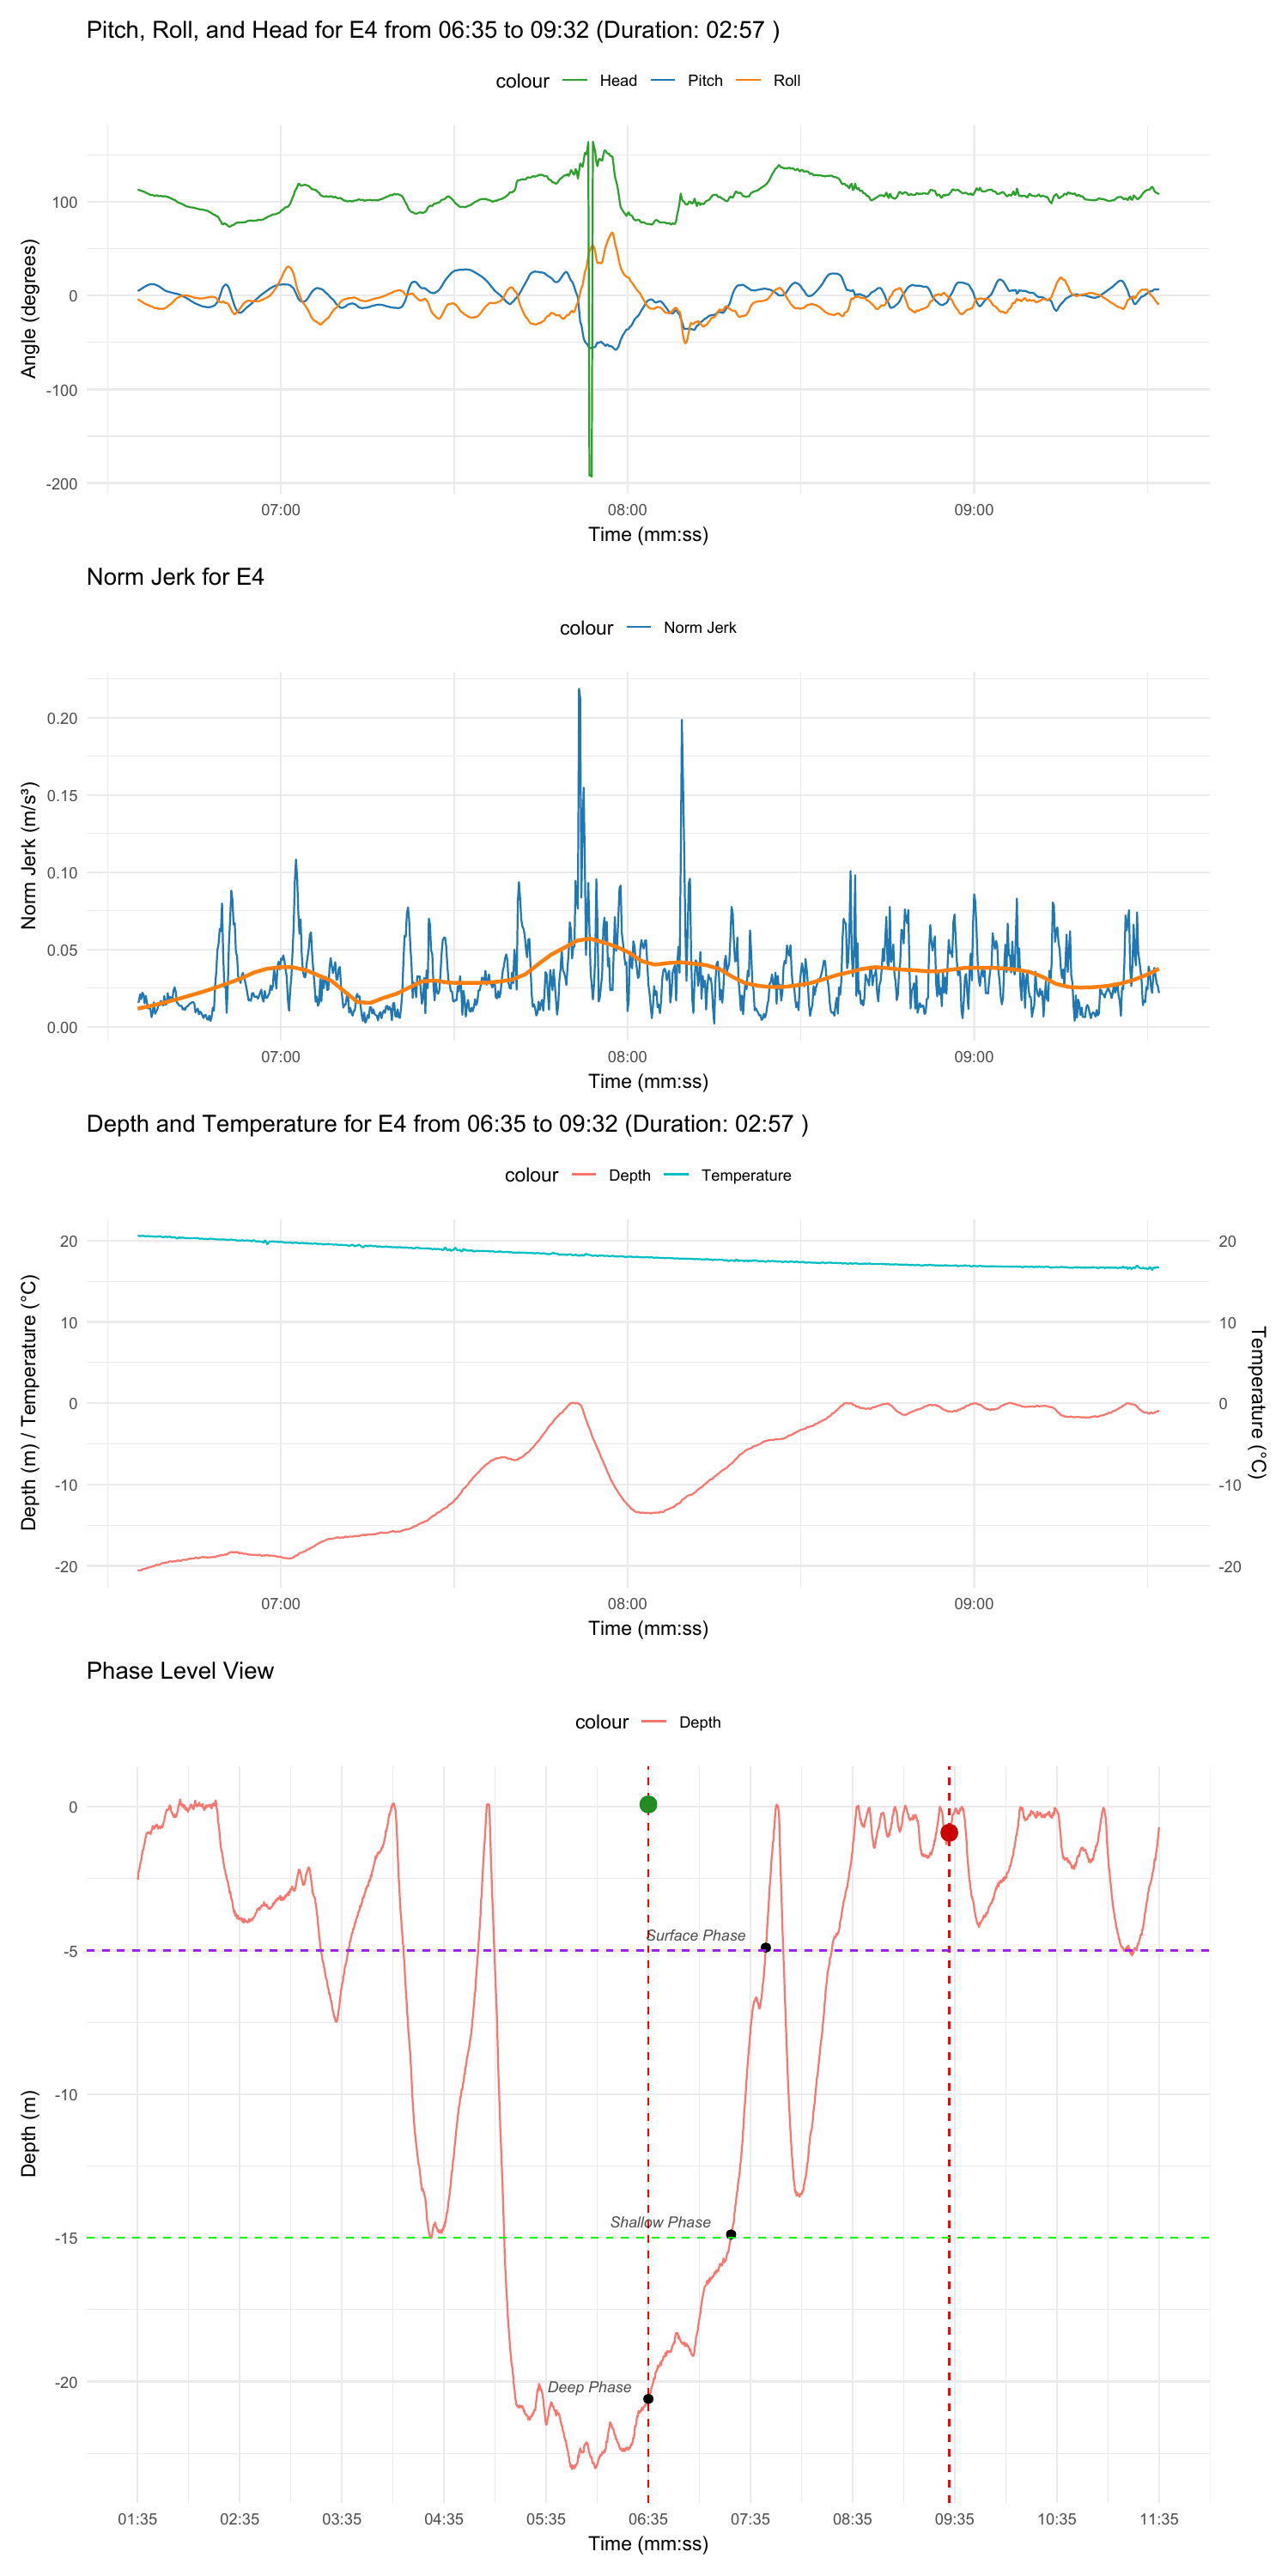 Pitch, Roll, and Head for E4 from 06:35 to 09:32 (Duration: 02:57 )
colour Head Pitch Roll
Angle (degrees)
100
0
-100
-200
07:00 08:00 09:00
Time (mm:ss)
Norm Jerk for E4
colour Norm Jerk
Norm Jerk (m/s³)
0.20
0.15
0.10
0.05
0.00
07:00 08:00 09:00
Time (mm:ss)
Depth and Temperature for E4 from 06:35 to 09:32 (Duration: 02:57 )
colour Depth Temperature
Depth (m) / Temperature (°C)
20 20
10 10
0 0
-10 -10
-20 -20
Temperature (°C)
07:00 08:00 09:00
Time (mm:ss)
Phase Level View
colour Depth
Depth (m)
0
Surface Phase
-5
-10
Shallow Phase
-15
Deep Phase
-20
01:35 02:35 03:35 04:35 05:35 06:35 07:35 08:35 09:35 10:35 11:35
Time (mm:ss)